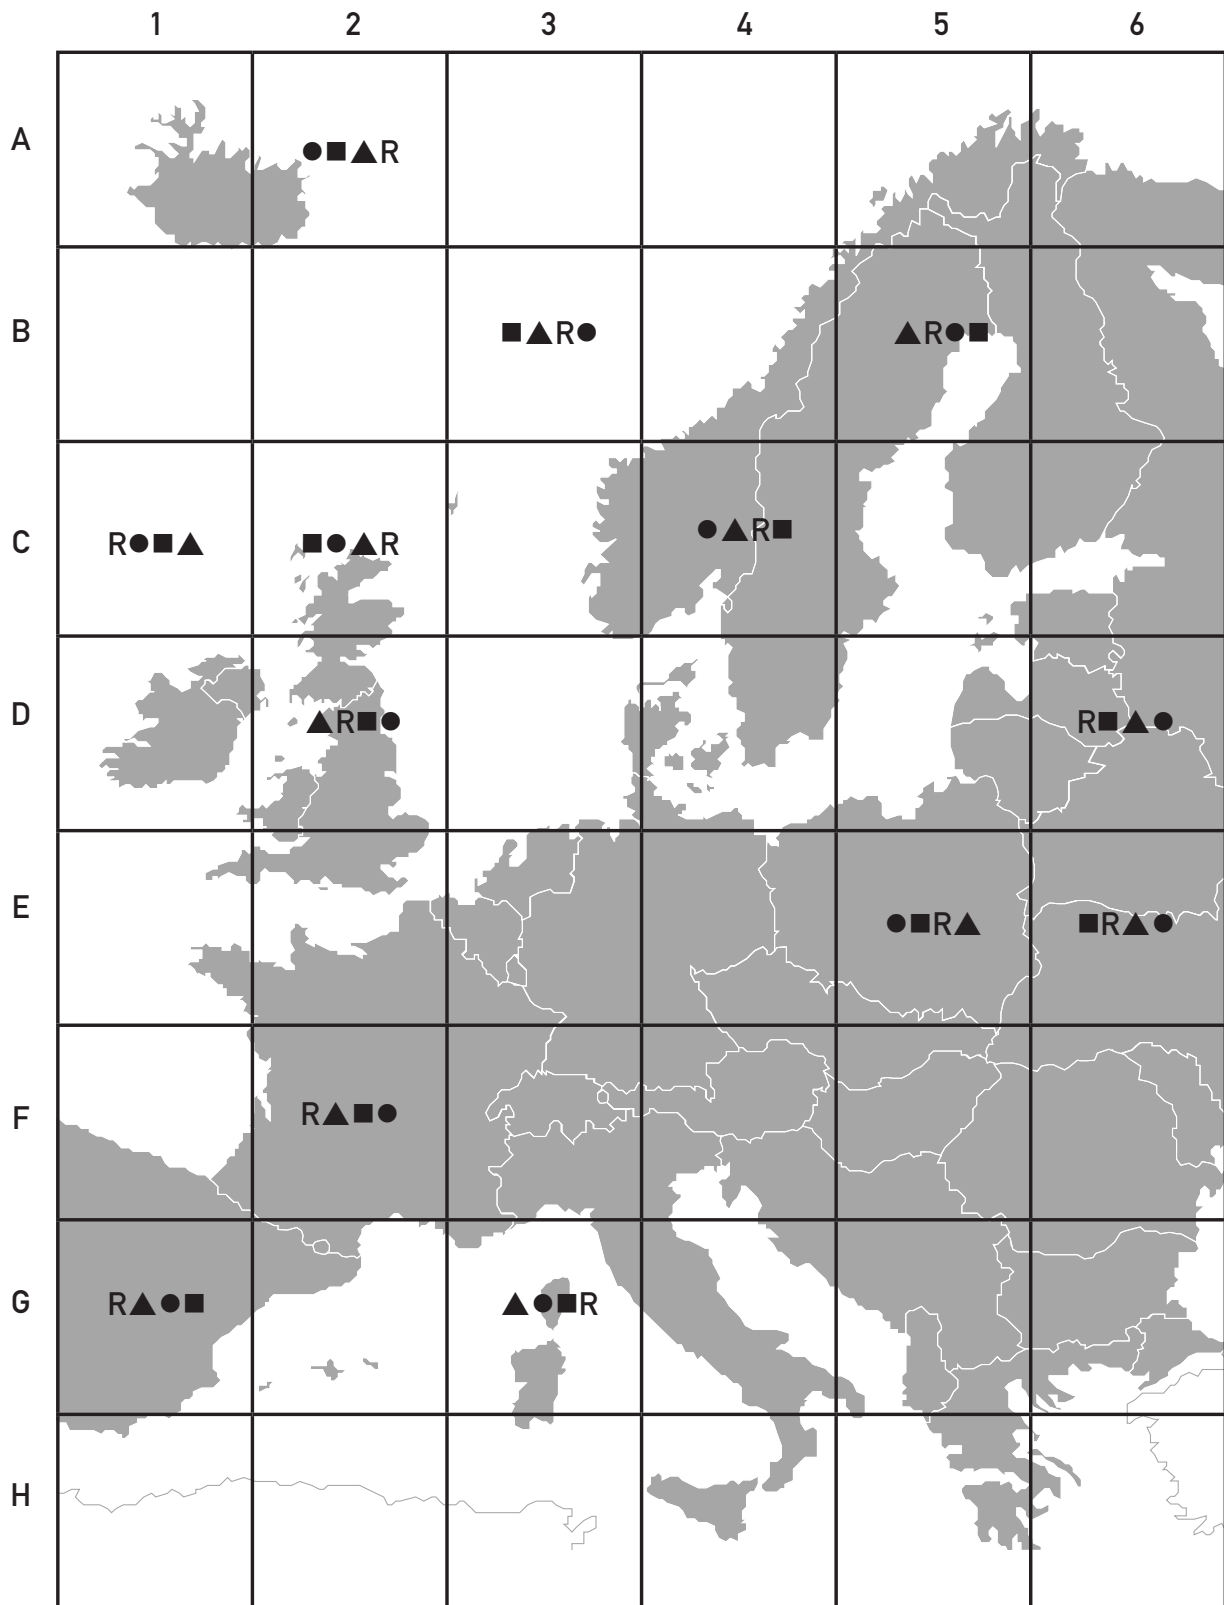 1 2 3 4 5 6
A ●■▲R
B ■▲R● ▲R●■
C R●■▲ ■●▲R ●▲R■
D ▲R■● R■▲●
E ●■R▲ ■R▲●
F R▲■●
G R▲●■ ▲●■R
H